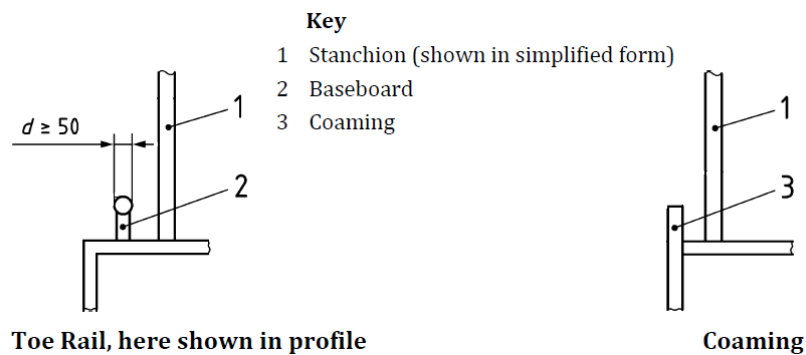 Key
1 Stanchion (shown in simplified form)
2 Baseboard
3 Coaming
d ≥ 50
1
2
1
3
Toe Rail, here shown in profile
Coaming